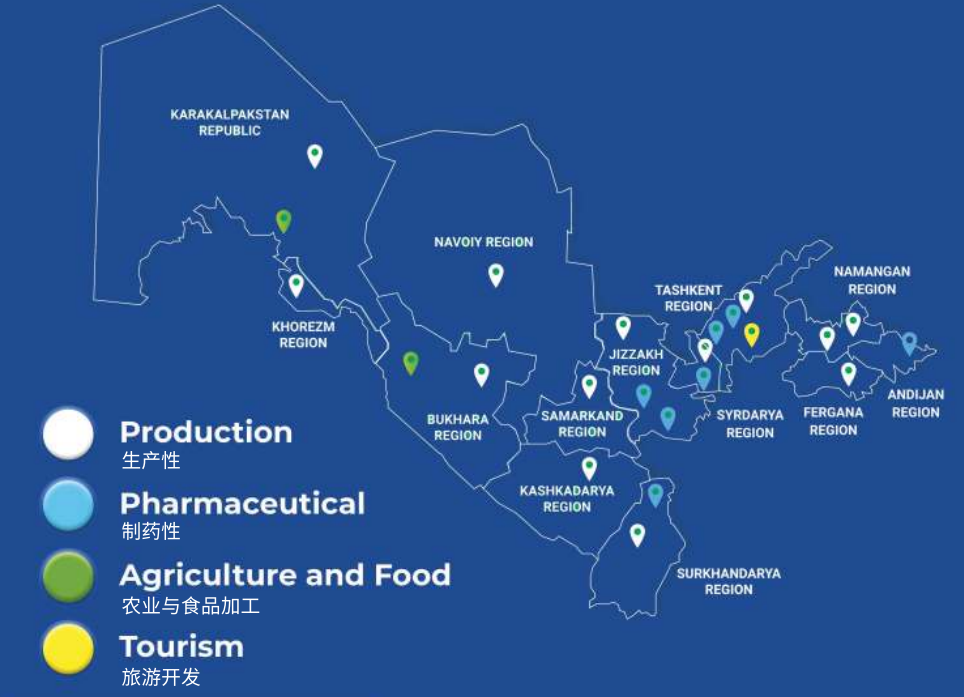 KARAKALPAKSTAN
REPUBLIC
NAVOIY REGION
KHOREZM
REGION
TASHKENT
REGION
NAMANGAN
REGION
JIZZAKH
REGION
BUKHARA
REGION
SAMARKAND
REGION
SYRDARYA
REGION
FERGANA
REGION
ANDIJAN
REGION
KASHKADARYA
REGION
SURKHANDARYA
REGION
Production
生产性
Pharmaceutical
制药性
Agriculture and Food
农业与食品加工
Tourism
旅游开发